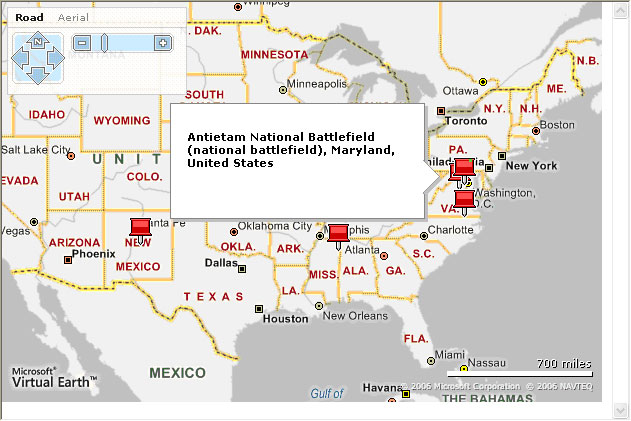 Road Aerial
N
MONTANA
MINNESOTA
Minneapolis
Ottawa
N.B.
ME.
SOUTH
IDAHO
WYOMING
Toronto
N.Y.
N.H.
Boston
Antietam National Battlefield
(national battlefield), Maryland,
United States
Salt Lake City
UNIT
PA.
New York
NEVADA
UTAH
COLO.
Washington,
D.C.
VA.
Vegas
Santa Fe
Oklahoma City
Memphis
Charlotte
ARIZONA
NEW
MEXICO
OKLA.
ARK.
Atlanta
S.C.
Phoenix
Dallas
MISS.
ALA.
GA.
TEXAS
LA.
Houston
New Orleans
FLA.
Microsoft®
Virtual Earth™
MEXICO
Miami
Nassau
700 miles
Gulf of
Havana
© 2006 Microsoft Corporation © 2006 NAVTEQ
THE BAHAMAS